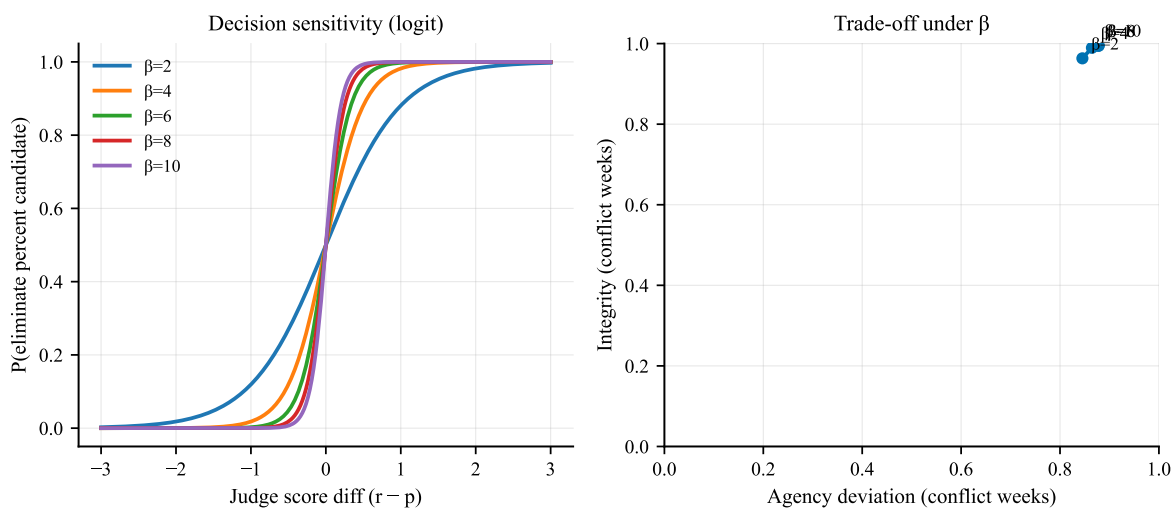 Decision sensitivity (logit)
P(eliminate percent candidate)
1.0
0.8
0.6
0.4
0.2
0.0
β=2
β=4
β=6
β=8
β=10
−3
−2
−1
0
1
2
3
Judge score diff (r − p)
Trade-off under β
Integrity (conflict weeks)
1.0
0.8
0.6
0.4
0.2
0.0
β=2
0.0
0.2
0.4
0.6
0.8
1.0
Agency deviation (conflict weeks)